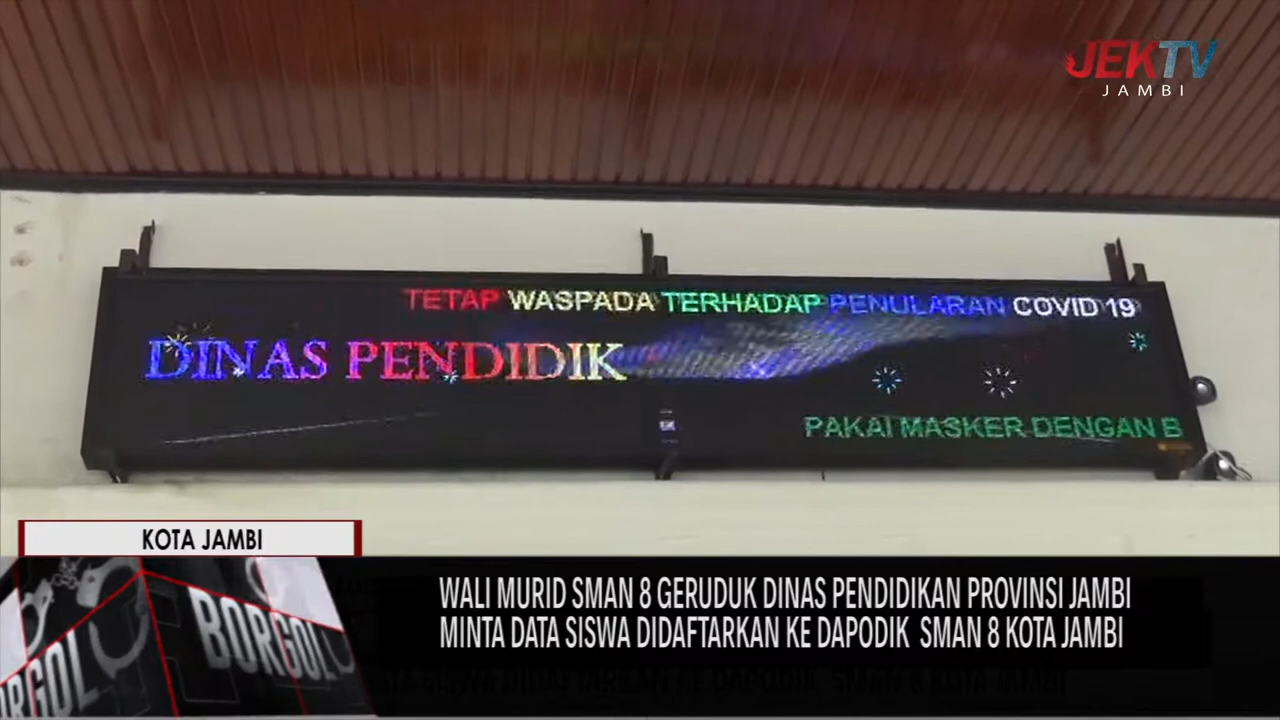 JEKTV
JAMBI
TETAP WASPADA TERHADAP PENULARAN COVID 19
DINAS PENDIDIK
PAKAI MASKER DENGAN B
KOTA JAMBI
BORGOL
WALI MURID SMAN 8 GERUDUK DINAS PENDIDIKAN PROVINSI JAMBI
MINTA DATA SISWA DIDAFTARKAN KE DAPODIK SMAN 8 KOTA JAMBI